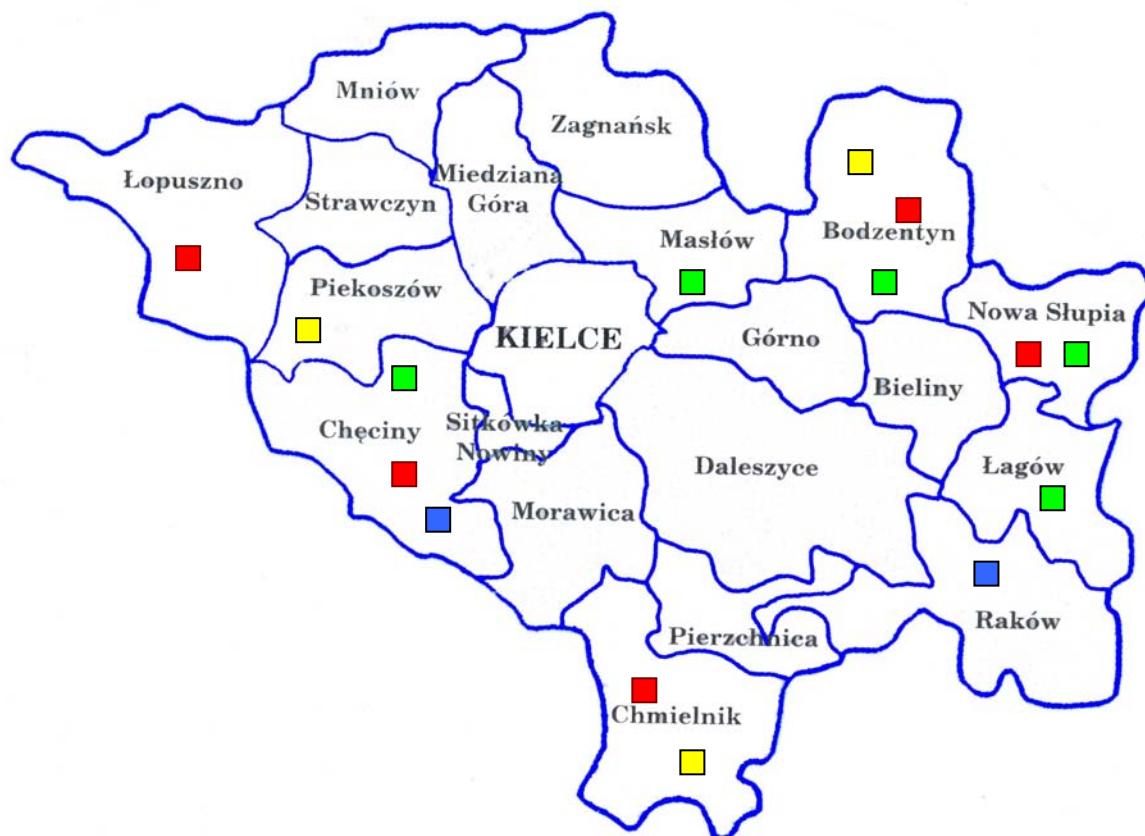 Mniów
Zagnańsk
Łopuszno
Miedziana
Góra
Strawczyn
Masłów
Bodzentyn
Piekoszów
Nowa Słupia
KIELCE
Górno
Bieliny
Chęciny
Sitkówka
Nowiny
Daleszyce
Łagów
Morawica
Raków
Pierzchnica
Chmielnik